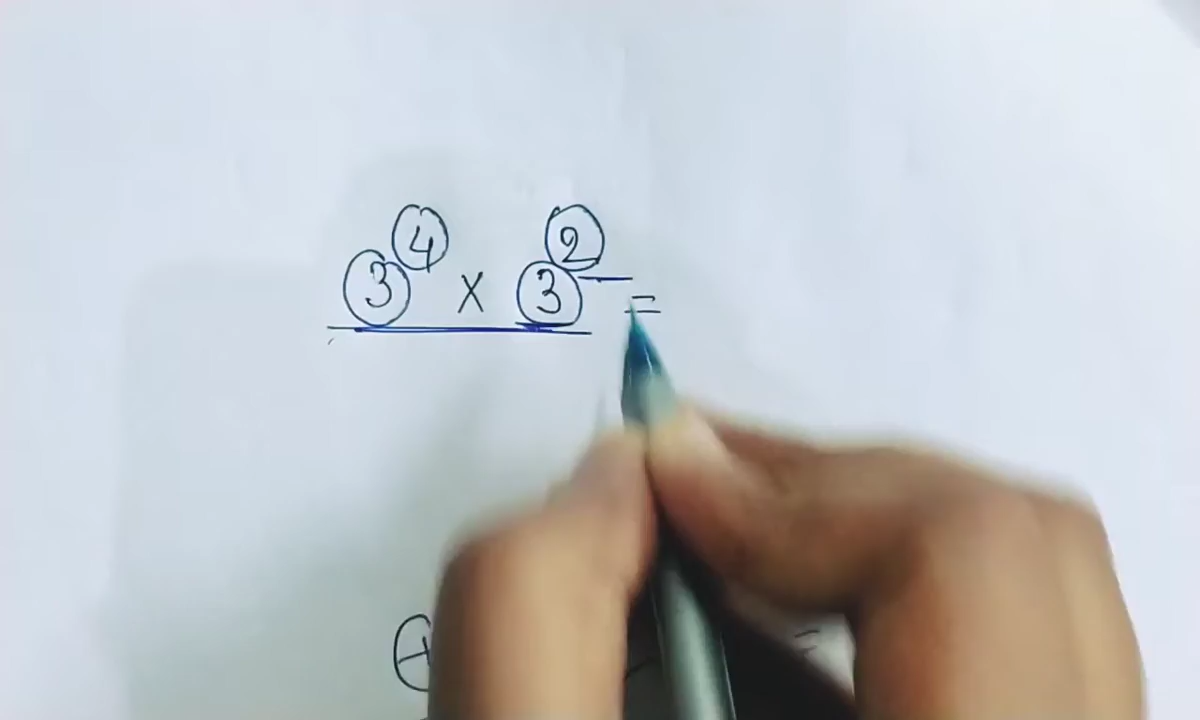 3⁴ × 3² =
+ =